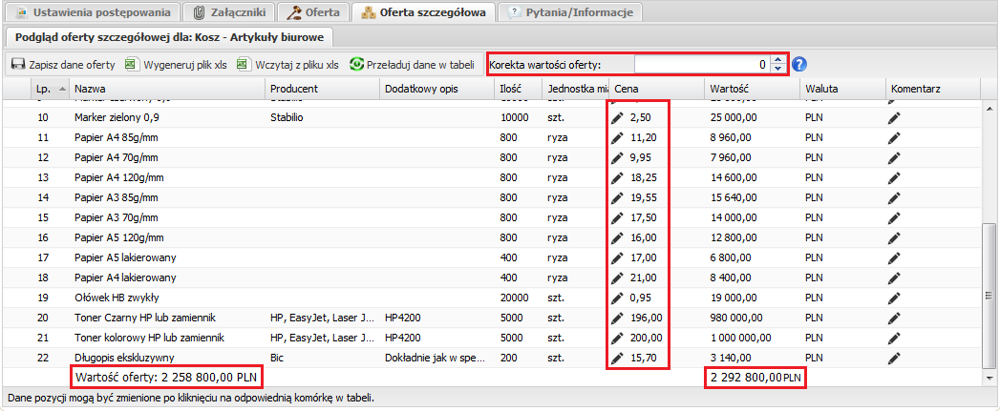 Ustawienia postępowania Załączniki Oferta Oferta szczegółowa Pytania/Informacje
Podgląd oferty szczegółowej dla: Kosz - Artykuły biurowe
Zapisz dane oferty Wygeneruj plik xls Wczytaj z pliku xls Przeładuj dane w tabeli Korekta wartości oferty: 0 ?
Lp. Nazwa Producent Dodatkowy opis Ilość Jednostka mia Cena Wartość Waluta Komentarz
10 Marker zielony 0,9 Stabilio 10000 szt. 2,50 25 000,00 PLN
11 Papier A4 85g/mm 800 ryza 11,20 8 960,00 PLN
12 Papier A4 70g/mm 800 ryza 9,95 7 960,00 PLN
13 Papier A4 120g/mm 800 ryza 18,25 14 600,00 PLN
14 Papier A3 85g/mm 800 ryza 19,55 15 640,00 PLN
15 Papier A3 70g/mm 800 ryza 17,50 14 000,00 PLN
16 Papier A5 120g/mm 800 ryza 16,00 12 800,00 PLN
17 Papier A5 lakierowany 400 ryza 17,00 6 800,00 PLN
18 Papier A4 lakierowany 400 ryza 21,00 8 400,00 PLN
19 Ołówek HB zwykły 20000 szt. 0,95 19 000,00 PLN
20 Toner Czarny HP lub zamiennik HP, EasyJet, Laser J... HP4200 5000 szt. 196,00 980 000,00 PLN
21 Toner kolorowy HP lub zamiennik HP, EasyJet, Laser J... HP4200 5000 szt. 200,00 1 000 000,00 PLN
22 Długopis ekskluzywny Bic Dokładnie jak w spe... 200 szt. 15,70 3 140,00 PLN
Wartość oferty: 2 258 800,00 PLN 2 292 800,00PLN
Dane pozycji mogą być zmienione po kliknięciu na odpowiednią komórkę w tabeli.